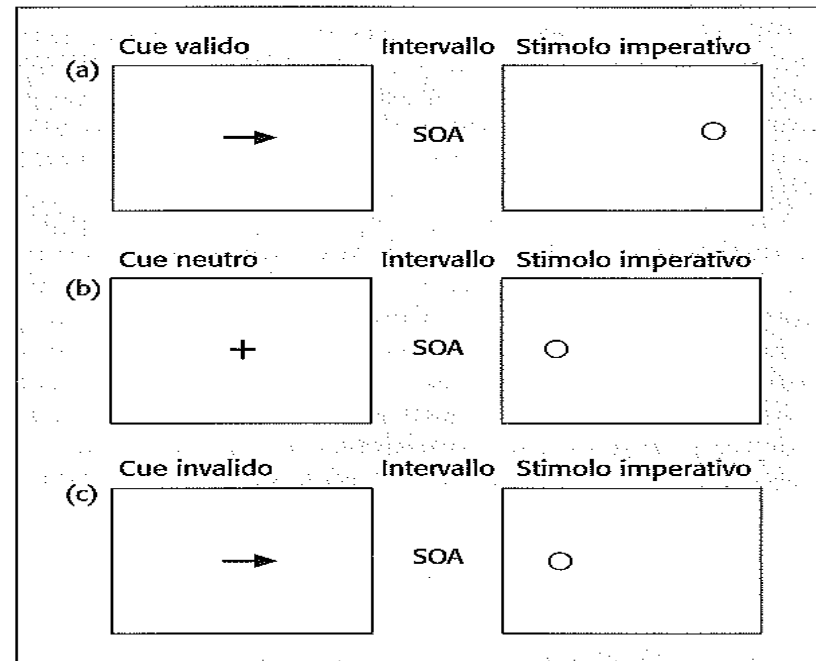 Cue valido Intervallo Stimolo imperativo
(a)
SOA
Cue neutro Intervallo Stimolo imperativo
(b)
SOA
Cue invalido Intervallo Stimolo imperativo
(c)
SOA